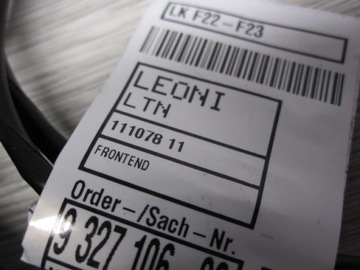 LK F22-F23
LEONI
LTN
111078 11
FRONTEND
Order-/Sach-Nr.
9 327 106